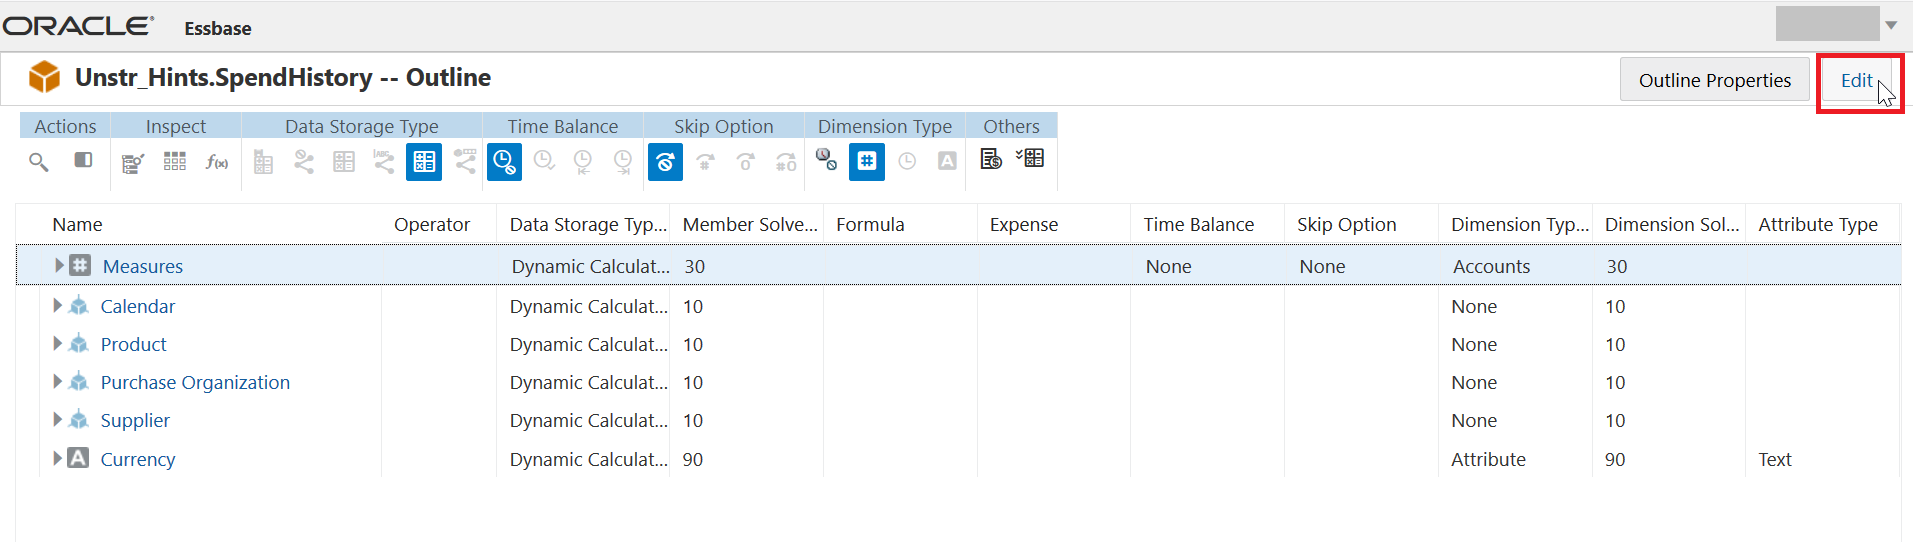 ORACLE® Essbase
Unstr_Hints.SpendHistory -- Outline Outline Properties Edit
Actions Inspect Data Storage Type Time Balance Skip Option Dimension Type Others
f(x) ABC # 0 #0 # A $
Name Operator Data Storage Typ... Member Solve... Formula Expense Time Balance Skip Option Dimension Typ... Dimension Sol... Attribute Type
# Measures Dynamic Calculat... 30 None None Accounts 30
Calendar Dynamic Calculat... 10 None 10
Product Dynamic Calculat... 10 None 10
Purchase Organization Dynamic Calculat... 10 None 10
Supplier Dynamic Calculat... 10 None 10
A Currency Dynamic Calculat... 90 Attribute 90 Text